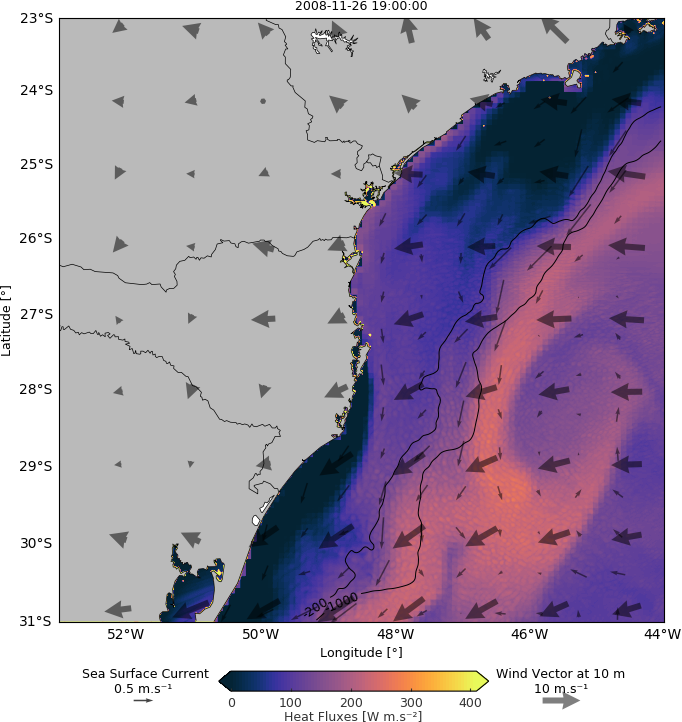 2008-11-26 19:00:00
23°S
24°S
25°S
26°S
27°S
28°S
29°S
30°S
31°S
Latitude [°]
200
1000
52°W 50°W 48°W 46°W 44°W
Longitude [°]
Sea Surface Current
0.5 m.s⁻¹
0 100 200 300 400
Heat Fluxes [W m.s⁻²]
Wind Vector at 10 m
10 m.s⁻¹